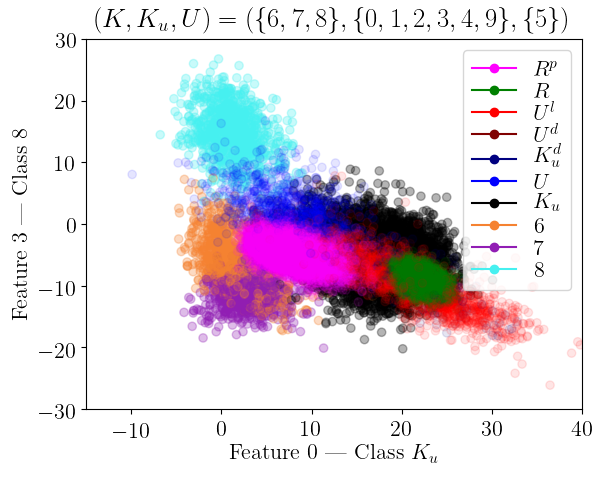 (K, K_u, U) = ({6, 7, 8}, {0, 1, 2, 3, 4, 9}, {5})
30
20
10
0
−10
−20
−30
Feature 3 — Class 8
R^p
R
U^l
U^d
K_u^d
U
K_u
6
7
8
−10
0
10
20
30
40
Feature 0 — Class K_u